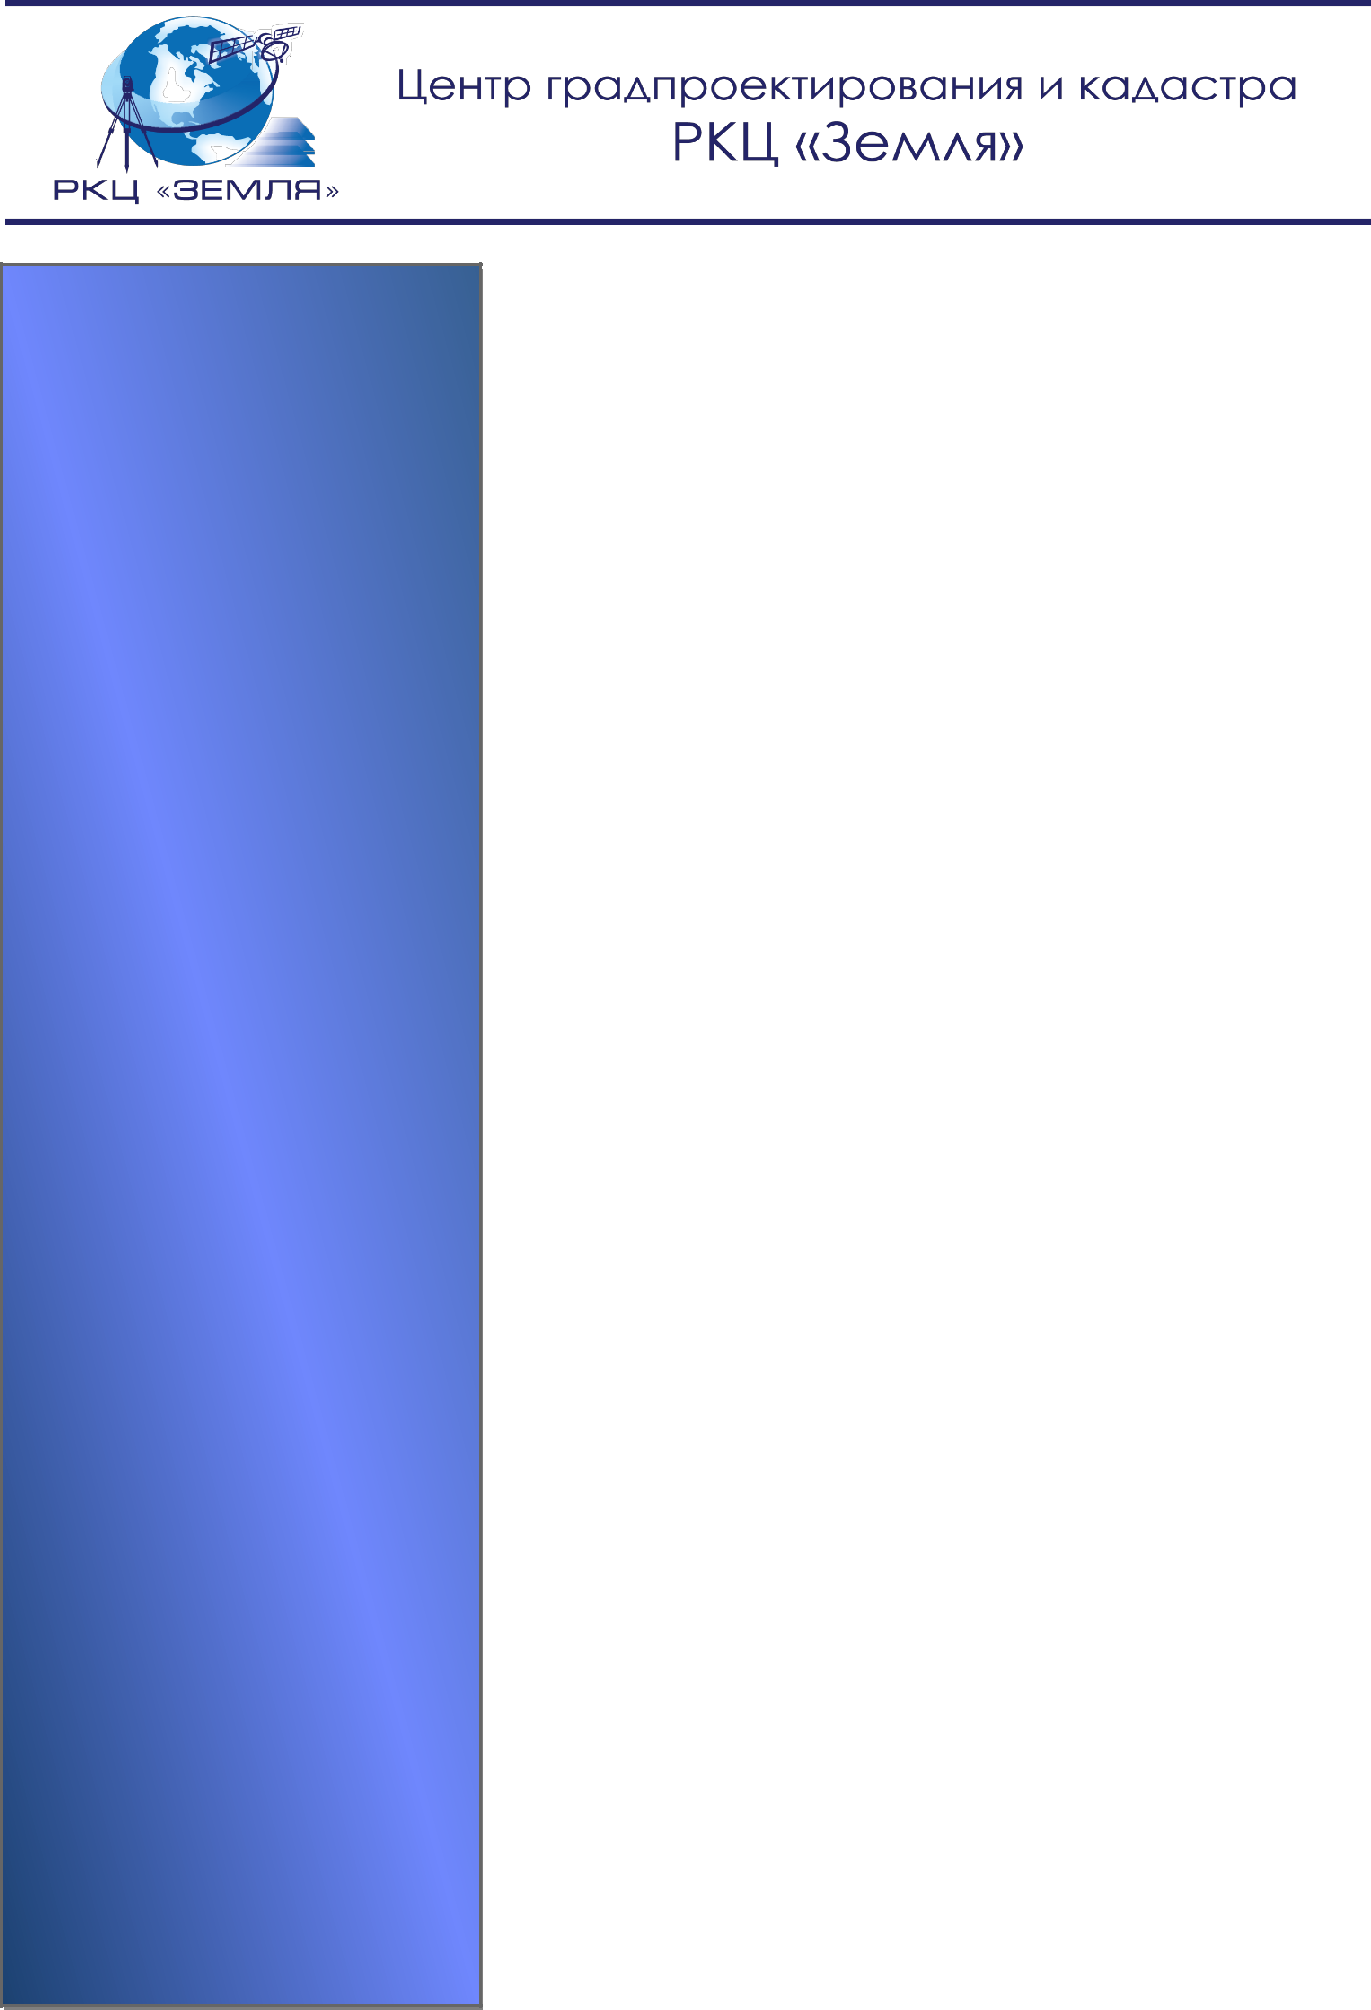 Центр градпроектирования и кадастра
РКЦ «Земля»
РКЦ «ЗЕМЛЯ»